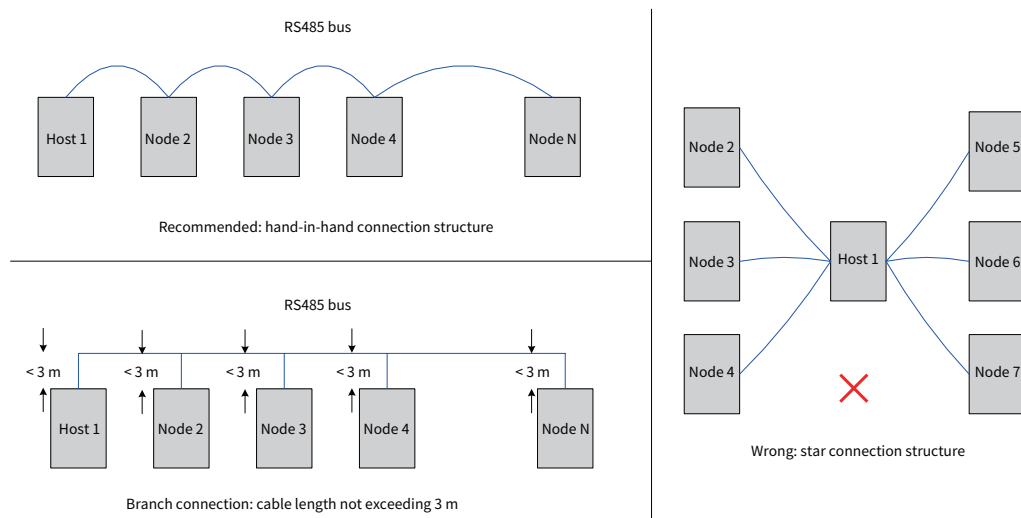 RS485 bus
Host 1
Node 2
Node 3
Node 4
Node N
Recommended: hand-in-hand connection structure
RS485 bus
< 3 m
< 3 m
< 3 m
< 3 m
< 3 m
Host 1
Node 2
Node 3
Node 4
Node N
Branch connection: cable length not exceeding 3 m
Node 2
Node 5
Node 3
Host 1
Node 6
Node 4
Node 7
Wrong: star connection structure